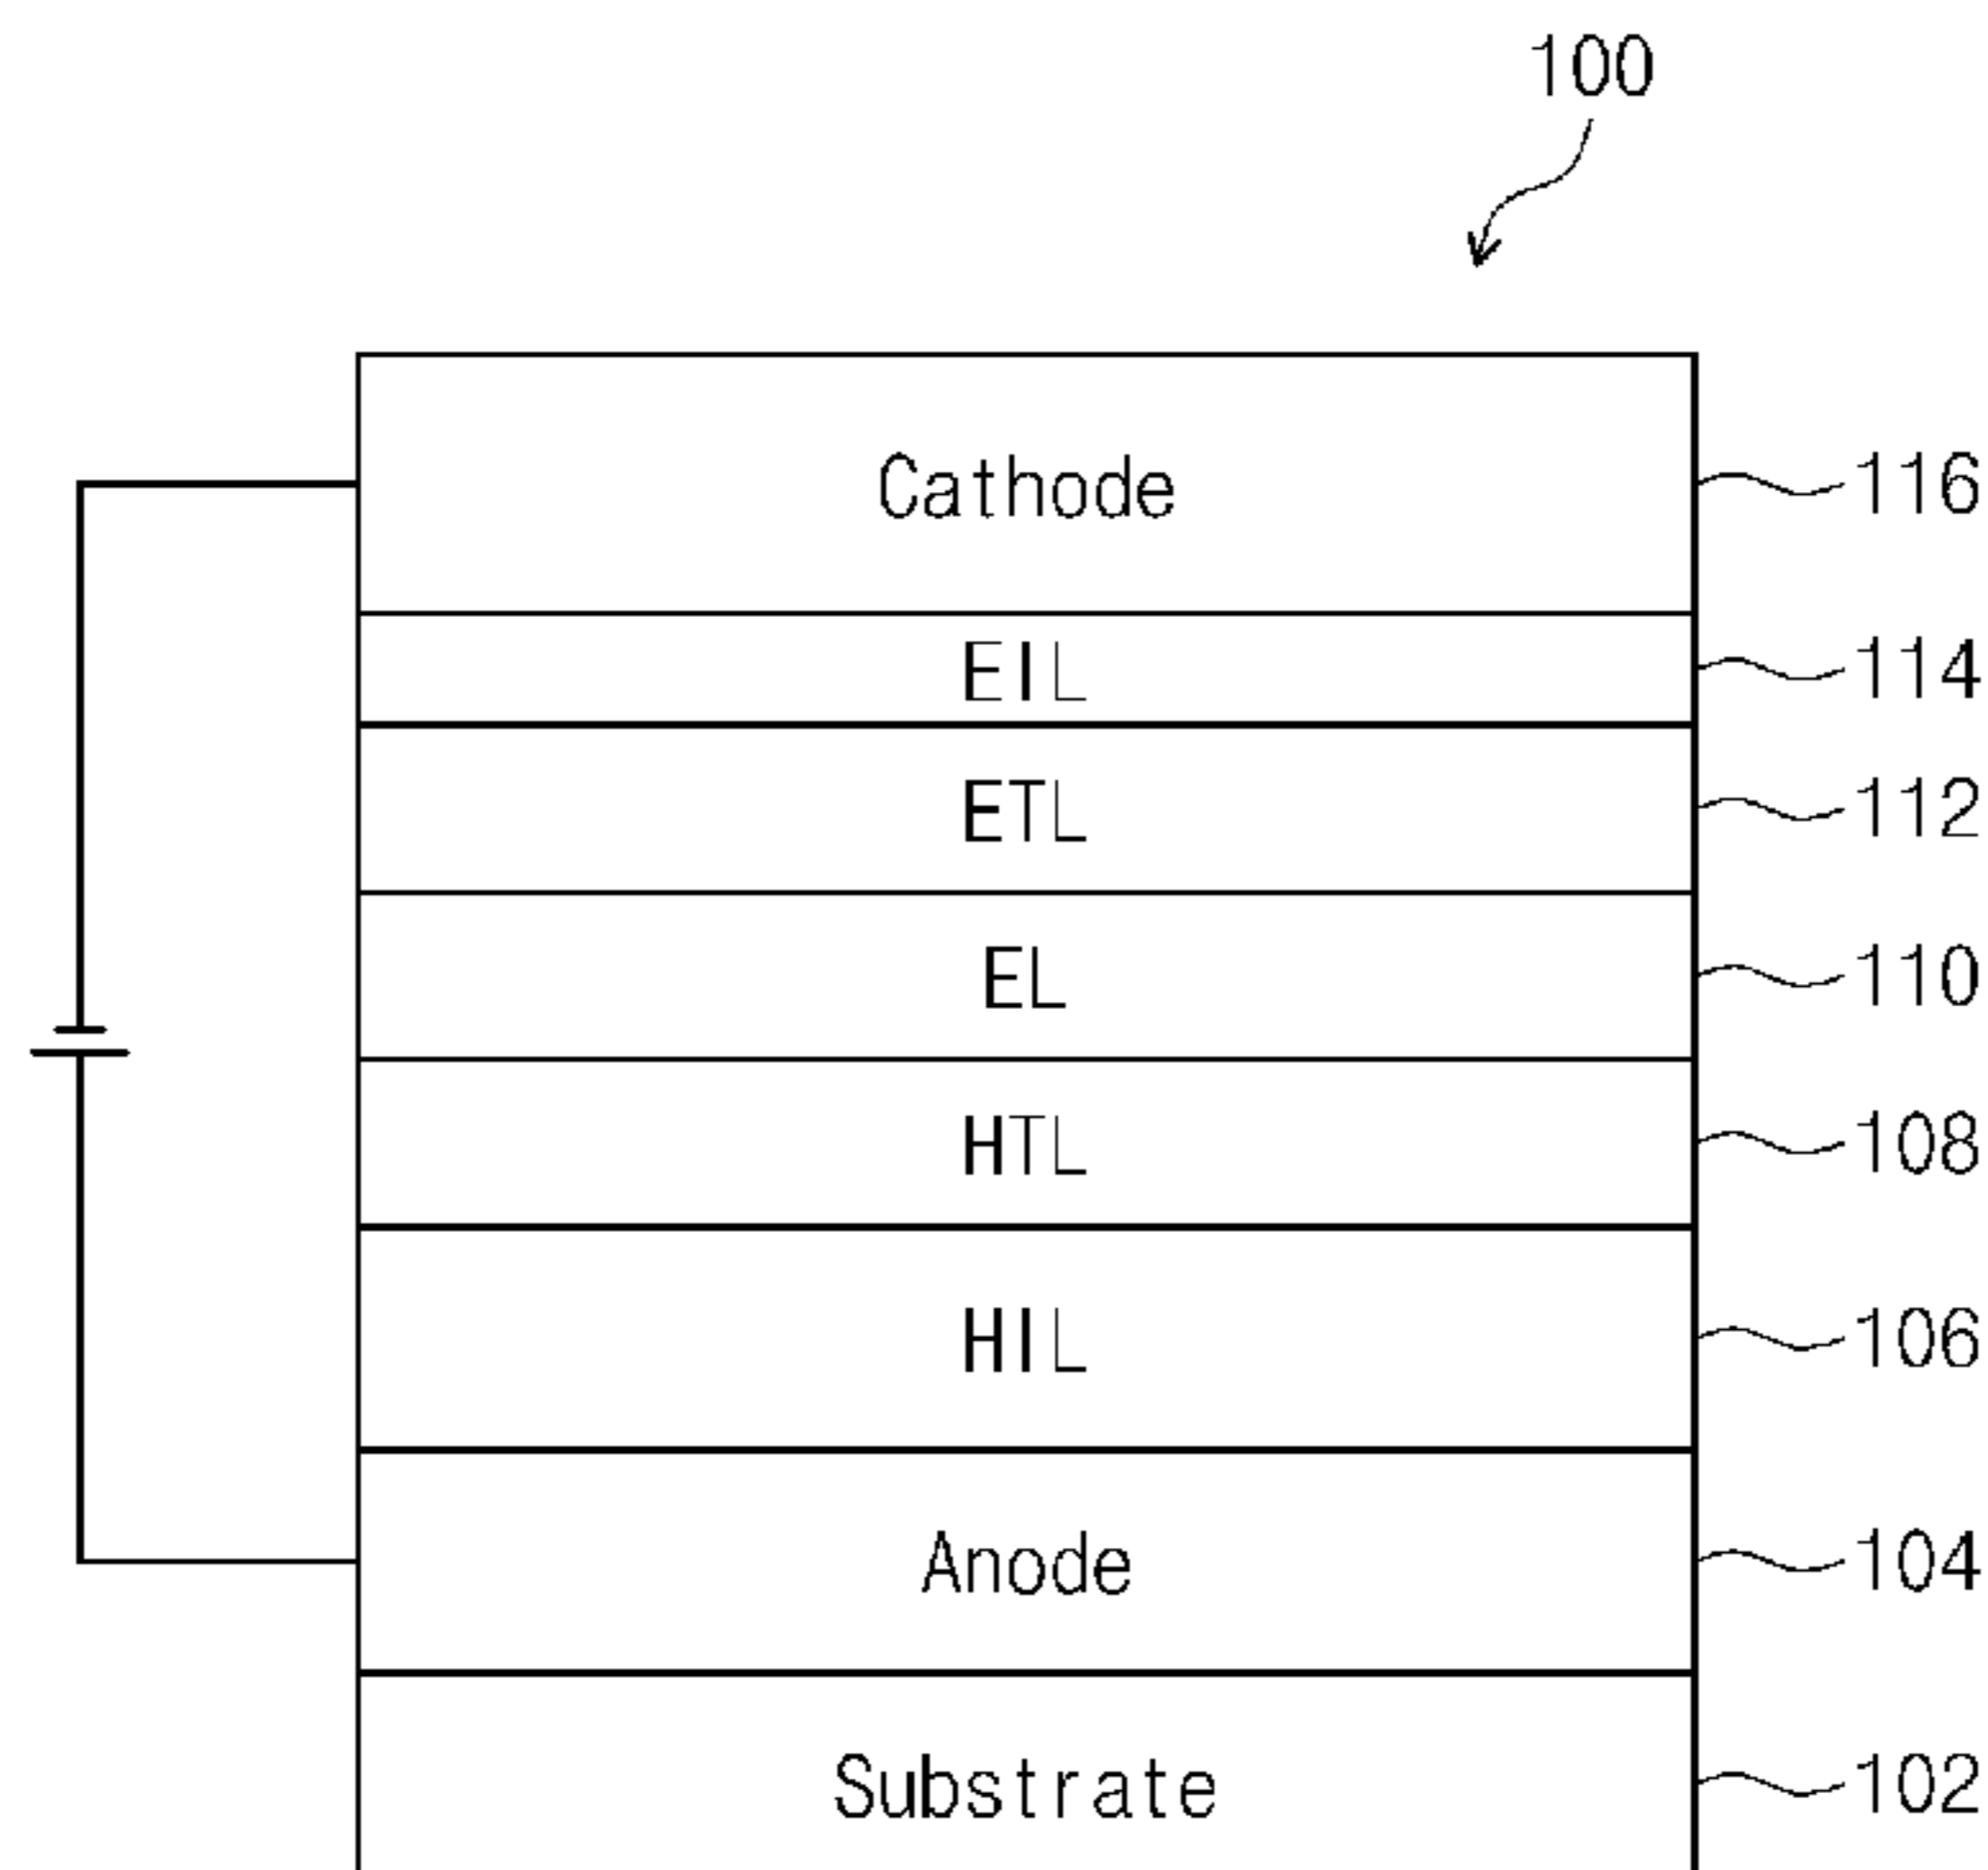 100
Cathode 116
EIL 114
ETL 112
EL 110
HTL 108
HIL 106
Anode 104
Substrate 102